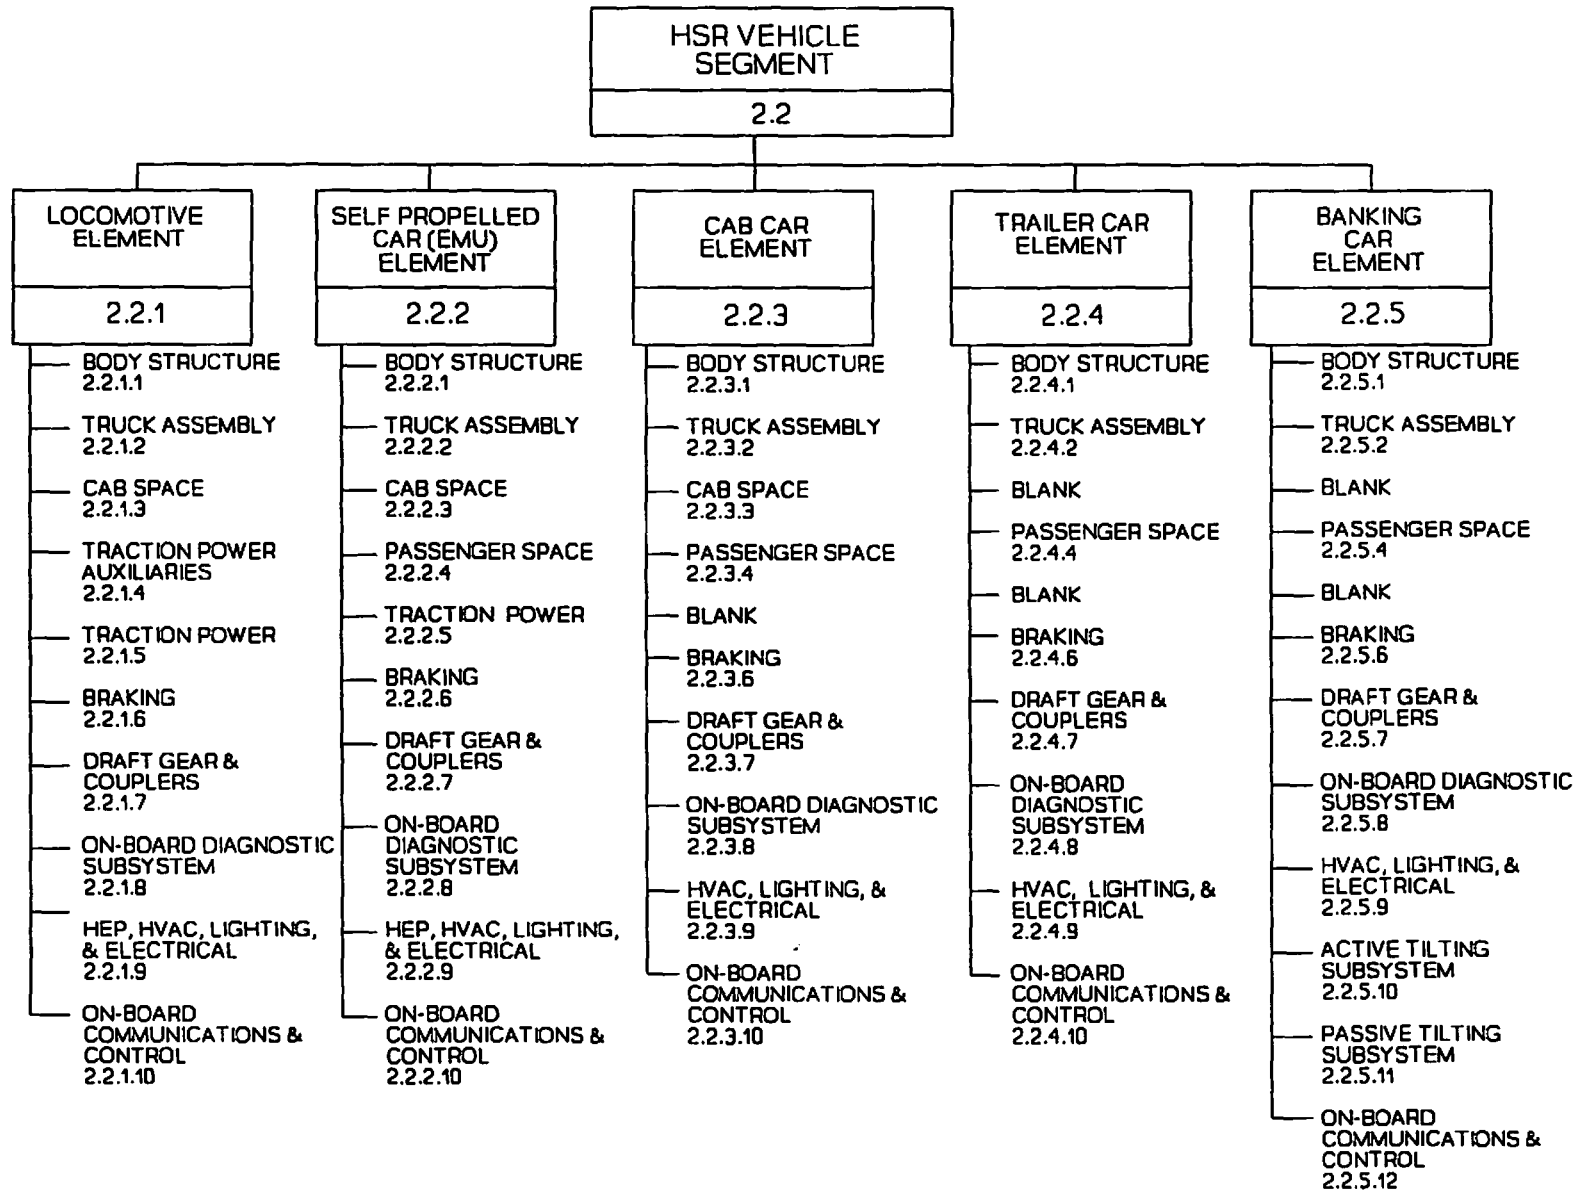 HSR VEHICLE
SEGMENT
2.2
LOCOMOTIVE
ELEMENT
2.2.1
BODY STRUCTURE
2.2.1.1
TRUCK ASSEMBLY
2.2.1.2
CAB SPACE
2.2.1.3
TRACTION POWER
AUXILIARIES
2.2.1.4
TRACTION POWER
2.2.1.5
BRAKING
2.2.1.6
DRAFT GEAR &
COUPLERS
2.2.1.7
ON-BOARD DIAGNOSTIC
SUBSYSTEM
2.2.1.8
HEP, HVAC, LIGHTING,
& ELECTRICAL
2.2.1.9
ON-BOARD
COMMUNICATIONS &
CONTROL
2.2.1.10
SELF PROPELLED
CAR (EMU)
ELEMENT
2.2.2
BODY STRUCTURE
2.2.2.1
TRUCK ASSEMBLY
2.2.2.2
CAB SPACE
2.2.2.3
PASSENGER SPACE
2.2.2.4
TRACTION POWER
2.2.2.5
BRAKING
2.2.2.6
DRAFT GEAR &
COUPLERS
2.2.2.7
ON-BOARD
DIAGNOSTIC
SUBSYSTEM
2.2.2.8
HEP, HVAC, LIGHTING,
& ELECTRICAL
2.2.2.9
ON-BOARD
COMMUNICATIONS &
CONTROL
2.2.2.10
CAB CAR
ELEMENT
2.2.3
BODY STRUCTURE
2.2.3.1
TRUCK ASSEMBLY
2.2.3.2
CAB SPACE
2.2.3.3
PASSENGER SPACE
2.2.3.4
BLANK
BRAKING
2.2.3.6
DRAFT GEAR &
COUPLERS
2.2.3.7
ON-BOARD DIAGNOSTIC
SUBSYSTEM
2.2.3.8
HVAC, LIGHTING, &
ELECTRICAL
2.2.3.9
ON-BOARD
COMMUNICATIONS &
CONTROL
2.2.3.10
TRAILER CAR
ELEMENT
2.2.4
BODY STRUCTURE
2.2.4.1
TRUCK ASSEMBLY
2.2.4.2
BLANK
PASSENGER SPACE
2.2.4.4
BLANK
BRAKING
2.2.4.6
DRAFT GEAR &
COUPLERS
2.2.4.7
ON-BOARD
DIAGNOSTIC
SUBSYSTEM
2.2.4.8
HVAC, LIGHTING, &
ELECTRICAL
2.2.4.9
ON-BOARD
COMMUNICATIONS &
CONTROL
2.2.4.10
BANKING
CAR
ELEMENT
2.2.5
BODY STRUCTURE
2.2.5.1
TRUCK ASSEMBLY
2.2.5.2
BLANK
PASSENGER SPACE
2.2.5.4
BLANK
BRAKING
2.2.5.6
DRAFT GEAR &
COUPLERS
2.2.5.7
ON-BOARD DIAGNOSTIC
SUBSYSTEM
2.2.5.8
HVAC, LIGHTING, &
ELECTRICAL
2.2.5.9
ACTIVE TILTING
SUBSYSTEM
2.2.5.10
PASSIVE TILTING
SUBSYSTEM
2.2.5.11
ON-BOARD
COMMUNICATIONS &
CONTROL
2.2.5.12